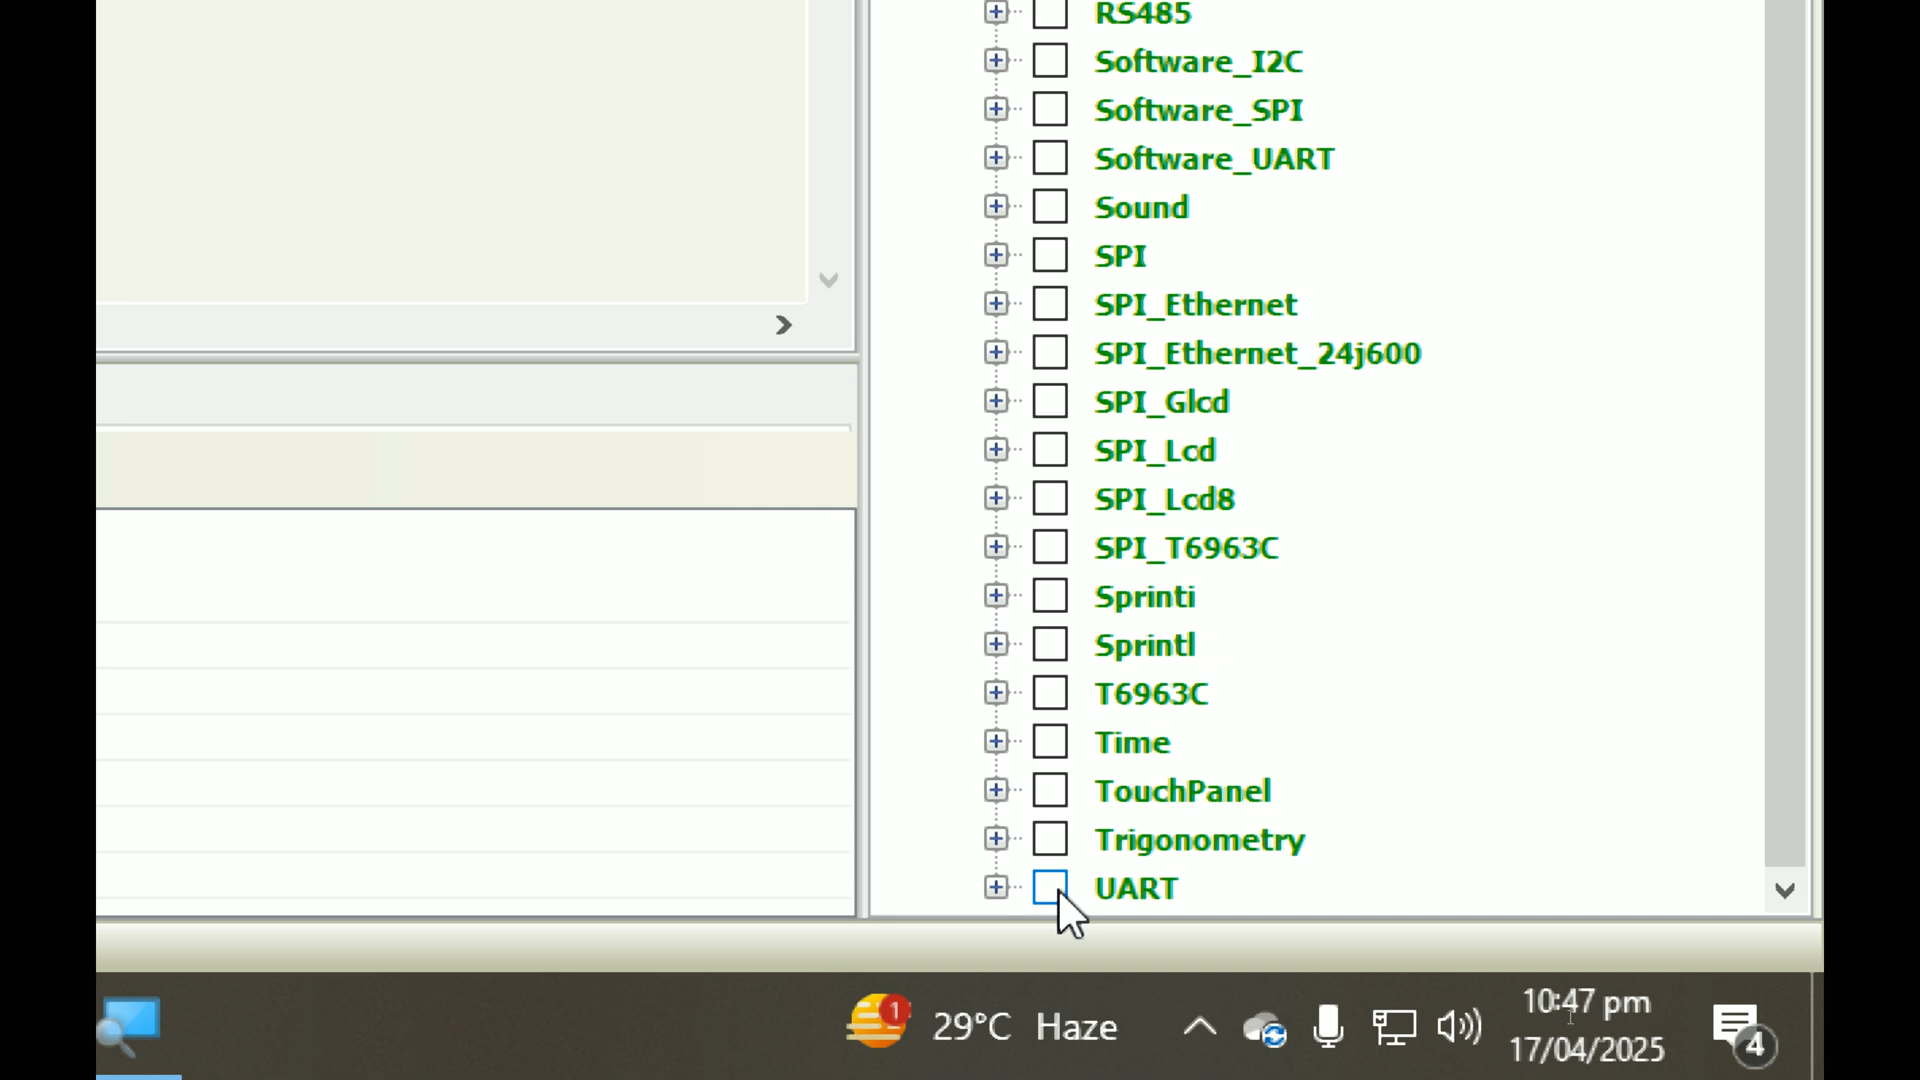 RS485
Software_I2C
Software_SPI
Software_UART
Sound
SPI
SPI_Ethernet
SPI_Ethernet_24j600
SPI_Glcd
SPI_Lcd
SPI_Lcd8
SPI_T6963C
Sprinti
Sprintl
T6963C
Time
TouchPanel
Trigonometry
UART
1
29°C Haze
10:47 pm
17/04/2025
4